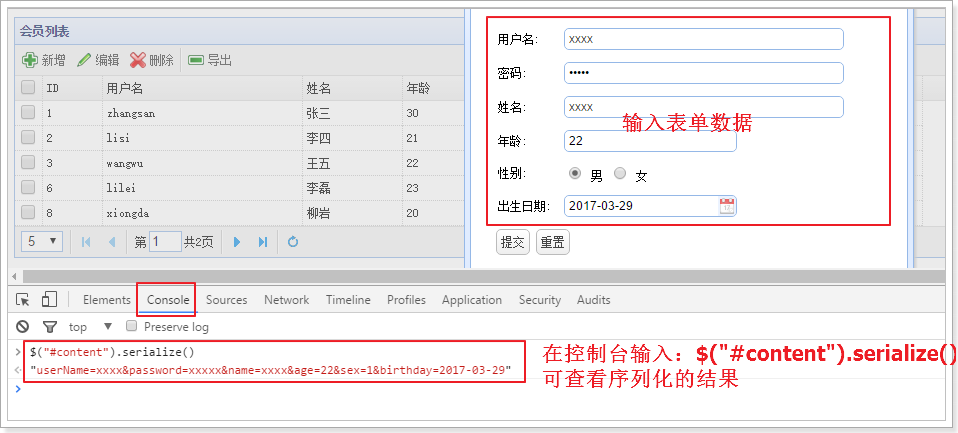 会员列表
新增 编辑 删除 导出
ID 用户名 姓名 年龄
1 zhangsan 张三 30
2 lisi 李四 21
3 wangwu 王五 22
6 lilei 李磊 23
8 xiongda 柳岩 20
5 第 1 共2页
用户名: xxxx
密码: •••••
姓名: xxxx
输入表单数据
年龄: 22
性别: 男 女
出生日期: 2017-03-29
提交 重置
Elements Console Sources Network Timeline Profiles Application Security Audits
top Preserve log
$("#content").serialize()
"userName=xxxx&password=xxxxx&name=xxxx&age=22&sex=1&birthday=2017-03-29"
在控制台输入：$("#content").serialize()
可查看序列化的结果